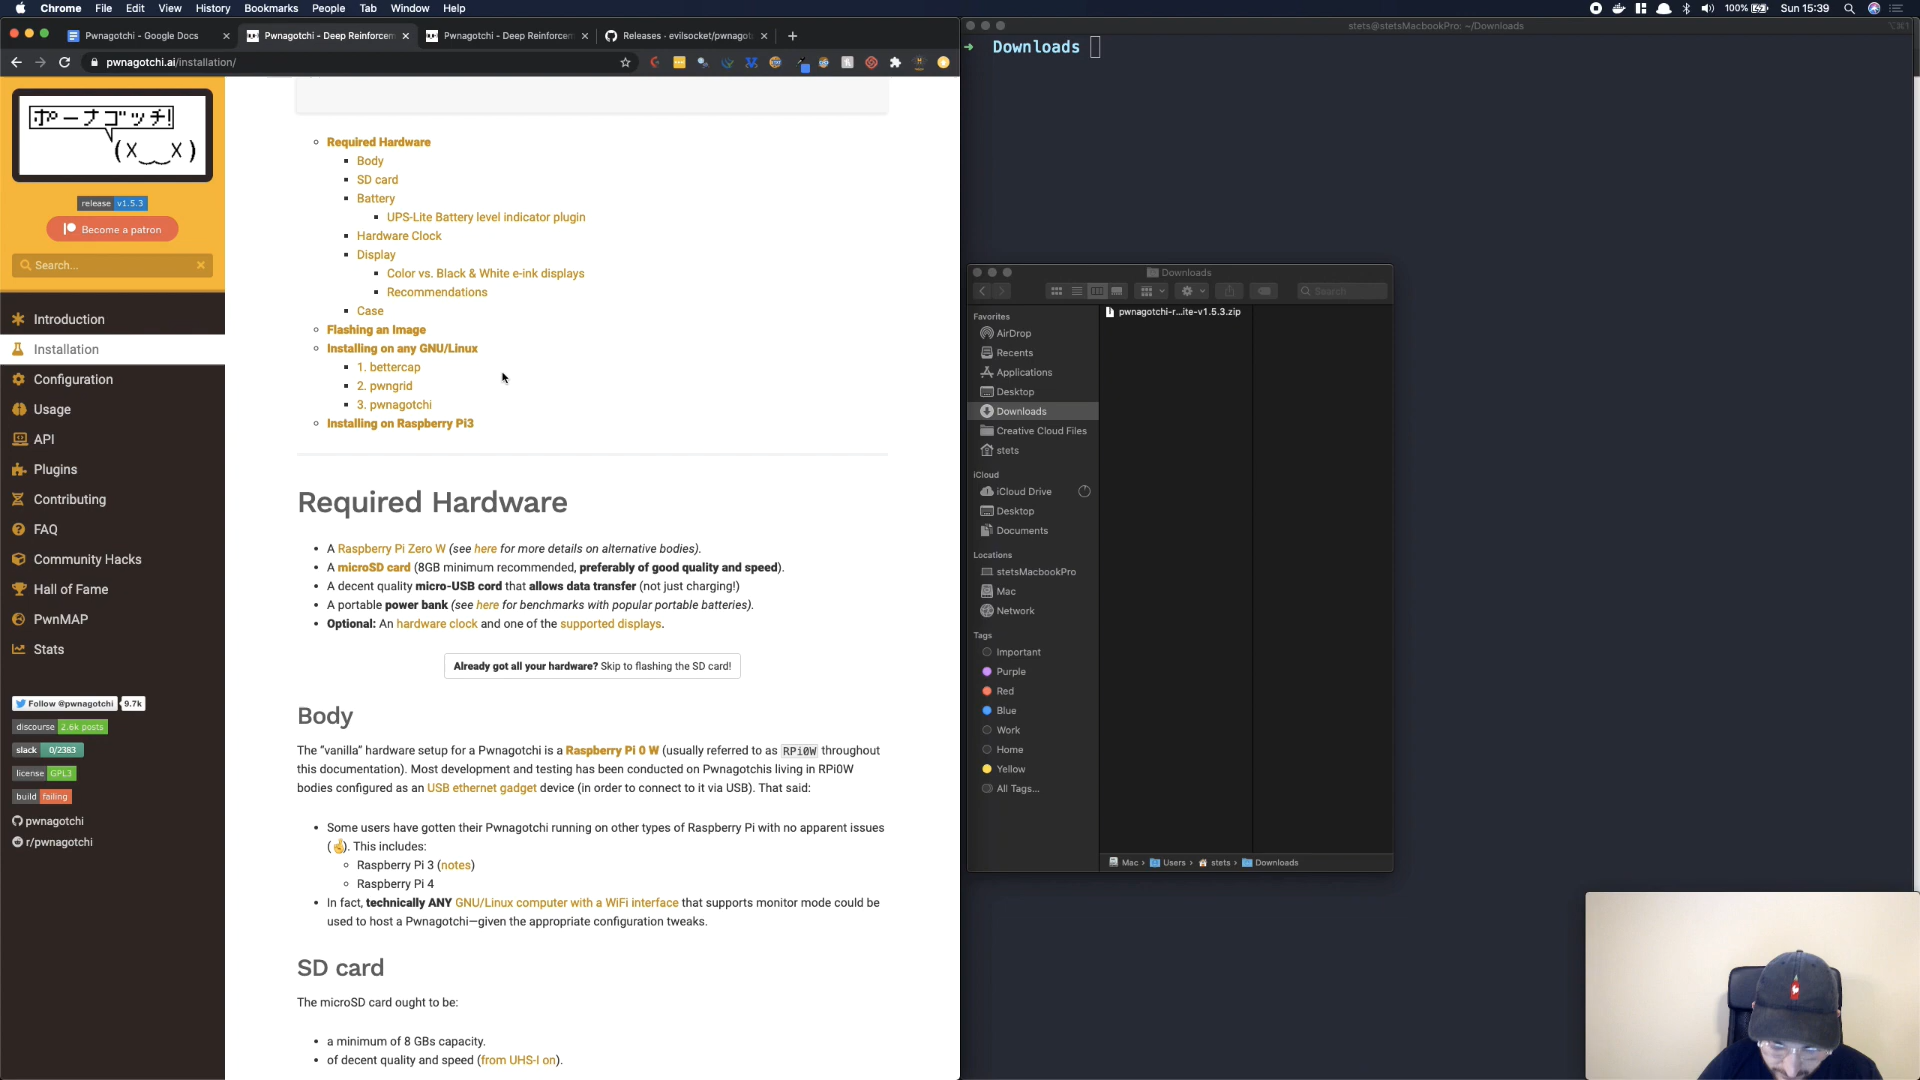 Chrome File Edit View History Bookmarks People Tab Window Help
100% Sun 15:39
Pwnagotchi - Google Docs
Pwnagotchi - Deep Reinforcem
Pwnagotchi - Deep Reinforcem
Releases · evilsocket/pwnagot
pwnagotchi.ai/installation/
ポーナゴッチ!
(X__X)
release v1.5.3
Become a patron
Search...
Introduction
Installation
Configuration
Usage
API
Plugins
Contributing
FAQ
Community Hacks
Hall of Fame
PwnMAP
Stats
Follow @pwnagotchi 9.7k
discourse 2.6k posts
slack 0/2383
license GPL3
build failing
pwnagotchi
r/pwnagotchi
Required Hardware
Body
SD card
Battery
UPS-Lite Battery level indicator plugin
Hardware Clock
Display
Color vs. Black & White e-ink displays
Recommendations
Case
Flashing an Image
Installing on any GNU/Linux
1. bettercap
2. pwngrid
3. pwnagotchi
Installing on Raspberry Pi3
Required Hardware
A Raspberry Pi Zero W (see here for more details on alternative bodies).
A microSD card (8GB minimum recommended, preferably of good quality and speed).
A decent quality micro-USB cord that allows data transfer (not just charging!)
A portable power bank (see here for benchmarks with popular portable batteries).
Optional: An hardware clock and one of the supported displays.
Already got all your hardware? Skip to flashing the SD card!
Body
The "vanilla" hardware setup for a Pwnagotchi is a Raspberry Pi 0 W (usually referred to as RPi0W throughout
this documentation). Most development and testing has been conducted on Pwnagotchis living in RPi0W
bodies configured as an USB ethernet gadget device (in order to connect to it via USB). That said:
Some users have gotten their Pwnagotchi running on other types of Raspberry Pi with no apparent issues
(☝). This includes:
Raspberry Pi 3 (notes)
Raspberry Pi 4
In fact, technically ANY GNU/Linux computer with a WiFi interface that supports monitor mode could be
used to host a Pwnagotchi—given the appropriate configuration tweaks.
SD card
The microSD card ought to be:
a minimum of 8 GBs capacity.
of decent quality and speed (from UHS-I on).
stets@stetsMacbookPro: ~/Downloads
Downloads
Downloads
Search
Favorites
AirDrop
Recents
Applications
Desktop
Downloads
Creative Cloud Files
stets
iCloud
iCloud Drive
Desktop
Documents
Locations
stetsMacbookPro
Mac
Network
Tags
Important
Purple
Red
Blue
Work
Home
Yellow
All Tags...
pwnagotchi-r...ite-v1.5.3.zip
Mac › Users › stets › Downloads